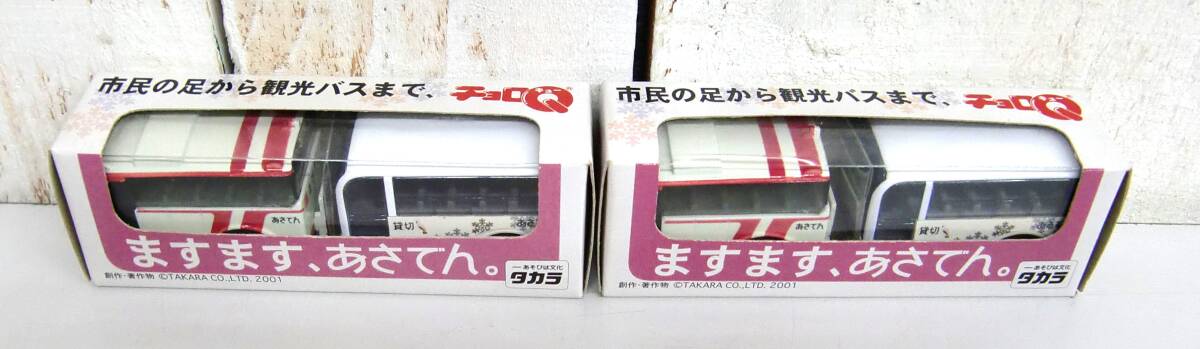 市民の足から観光バスまで、 チョロQ
あさでん
貸切
ますます、あさでん。
創作・著作物 ©TAKARA CO.,LTD. 2001
あそびは文化
タカラ
市民の足から観光バスまで、 チョロQ
あさでん
貸切
ますます、あさでん。
創作・著作物 ©TAKARA CO.,LTD. 2001
あそびは文化
タカラ